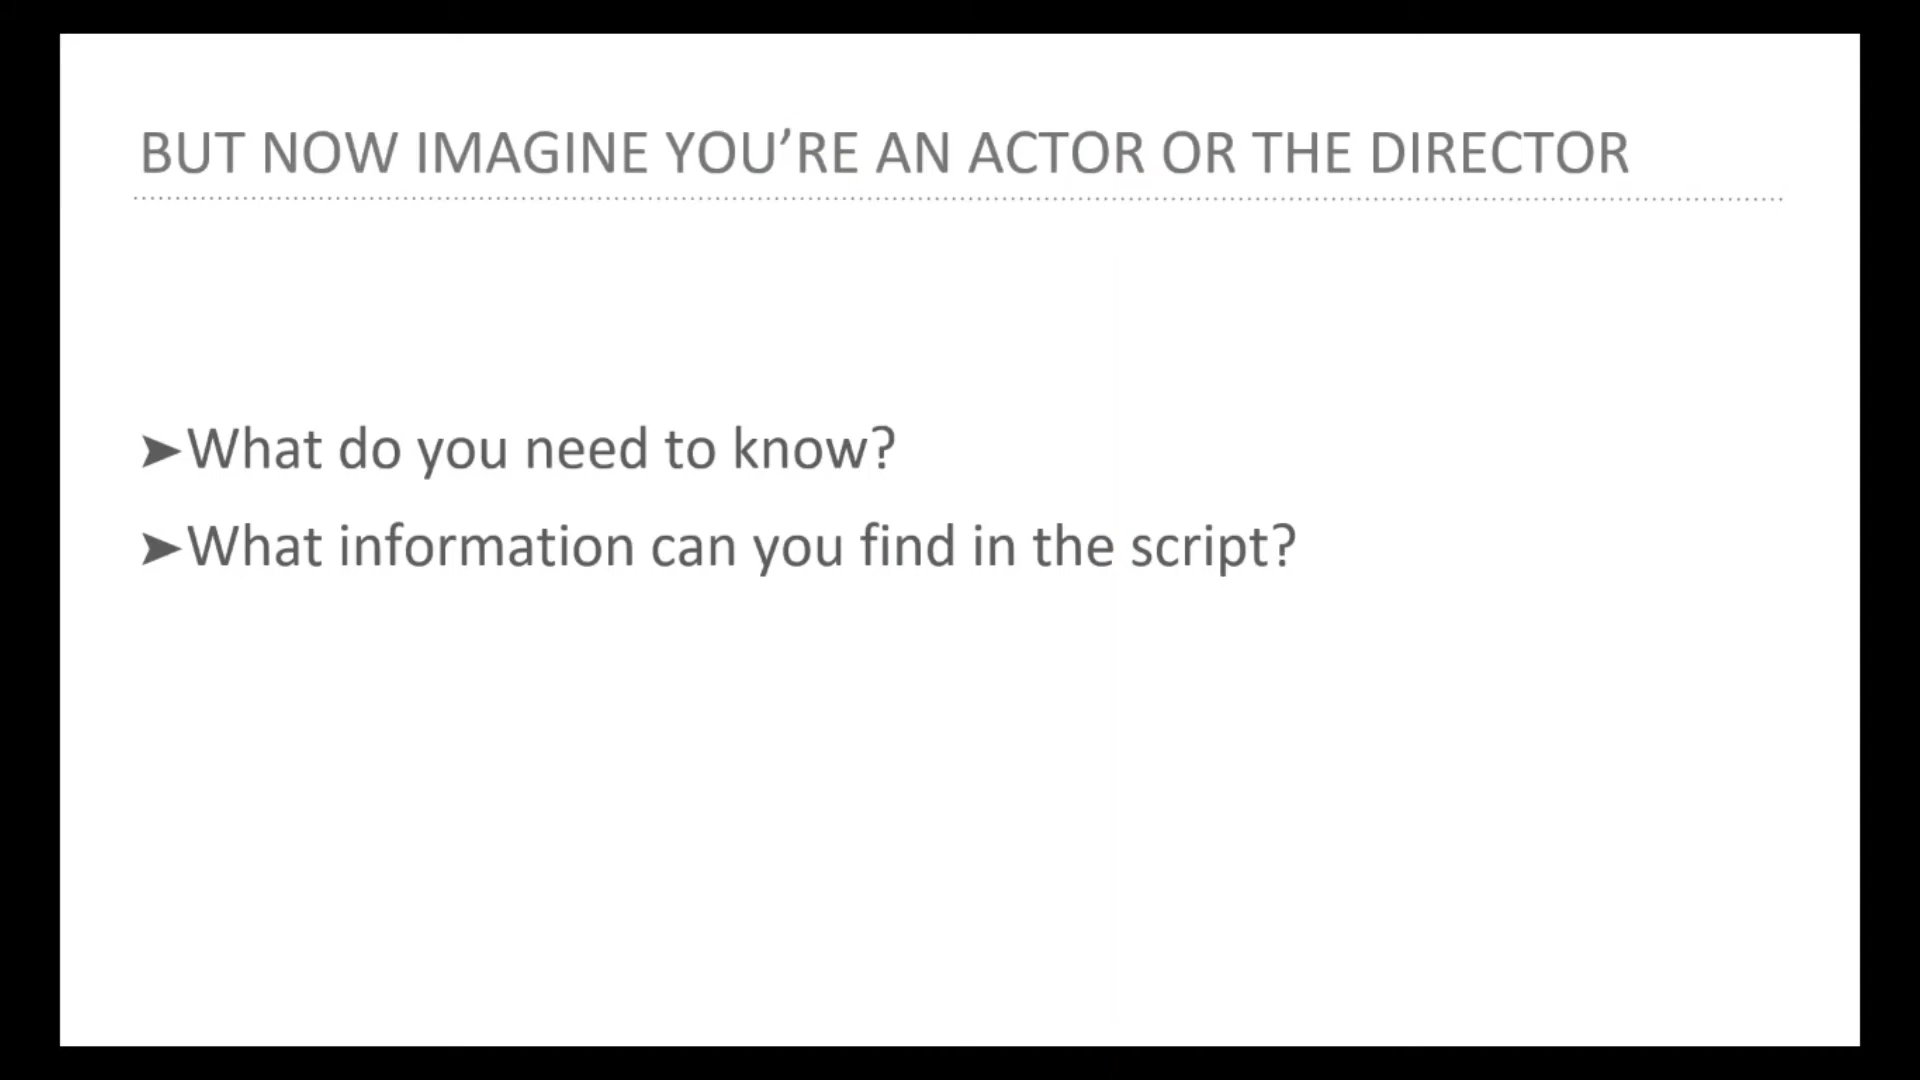 BUT NOW IMAGINE YOU’RE AN ACTOR OR THE DIRECTOR
➤What do you need to know?
➤What information can you find in the script?